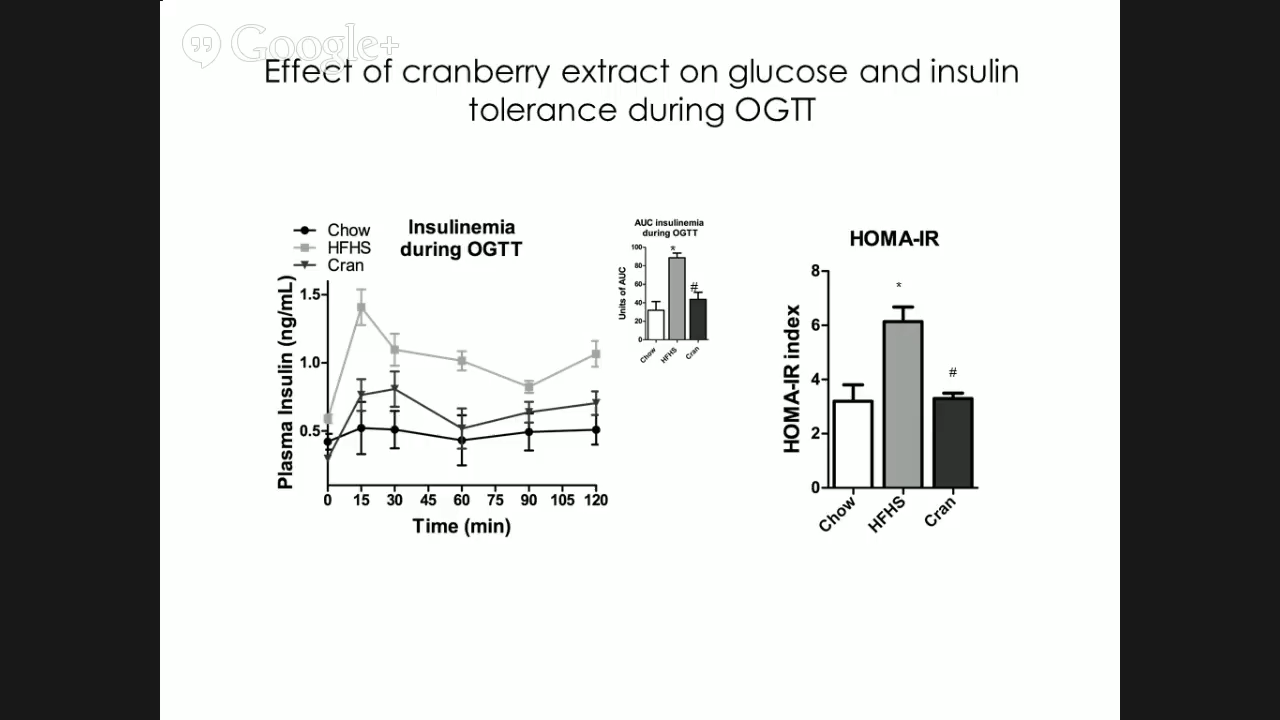 Google+
Effect of cranberry extract on glucose and insulin
tolerance during OGTT
Chow
HFHS
Cran
Insulinemia
during OGTT
Plasma Insulin (ng/mL)
1.5
1.0
0.5
0 15 30 45 60 75 90 105 120
Time (min)
AUC insulinemia
during OGTT
Units of AUC
100
80
60
40
20
0
*
#
Chow
HFHS
Cran
HOMA-IR
HOMA-IR index
8
6
4
2
0
*
#
Chow
HFHS
Cran